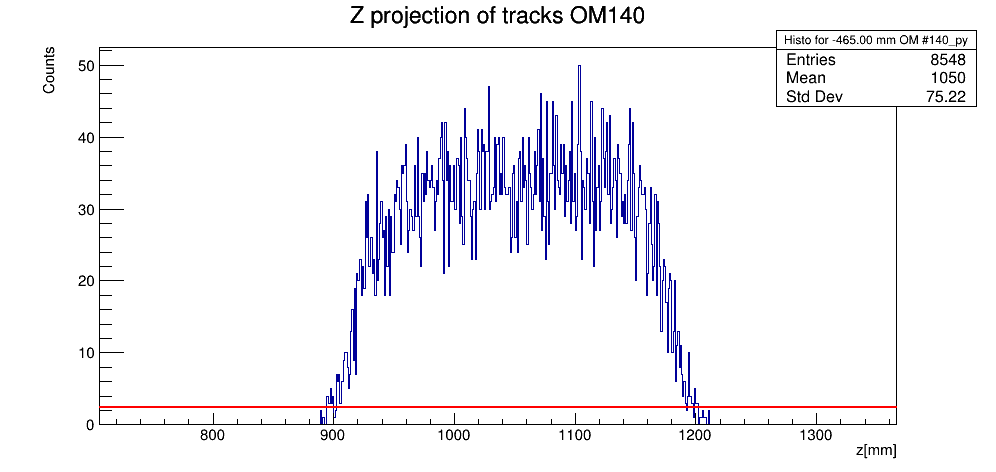 Z projection of tracks OM140
Histo for -465.00 mm OM #140_py
Entries 8548
Mean 1050
Std Dev 75.22
Counts
50
40
30
20
10
0
800 900 1000 1100 1200 1300
z[mm]